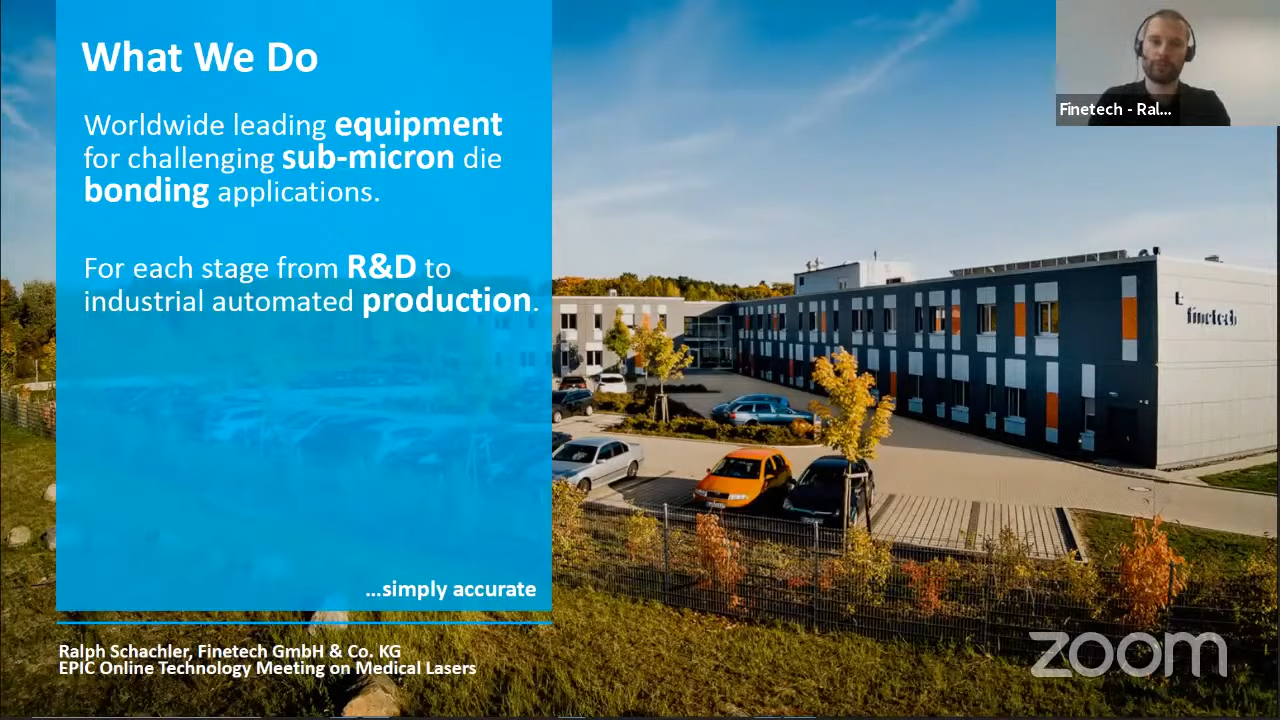 What We Do
Worldwide leading equipment
for challenging sub-micron die
bonding applications.
For each stage from R&D to
industrial automated production.
...simply accurate
Ralph Schachler, Finetech GmbH & Co. KG
EPIC Online Technology Meeting on Medical Lasers
Finetech - Ral...
finetech
zoom